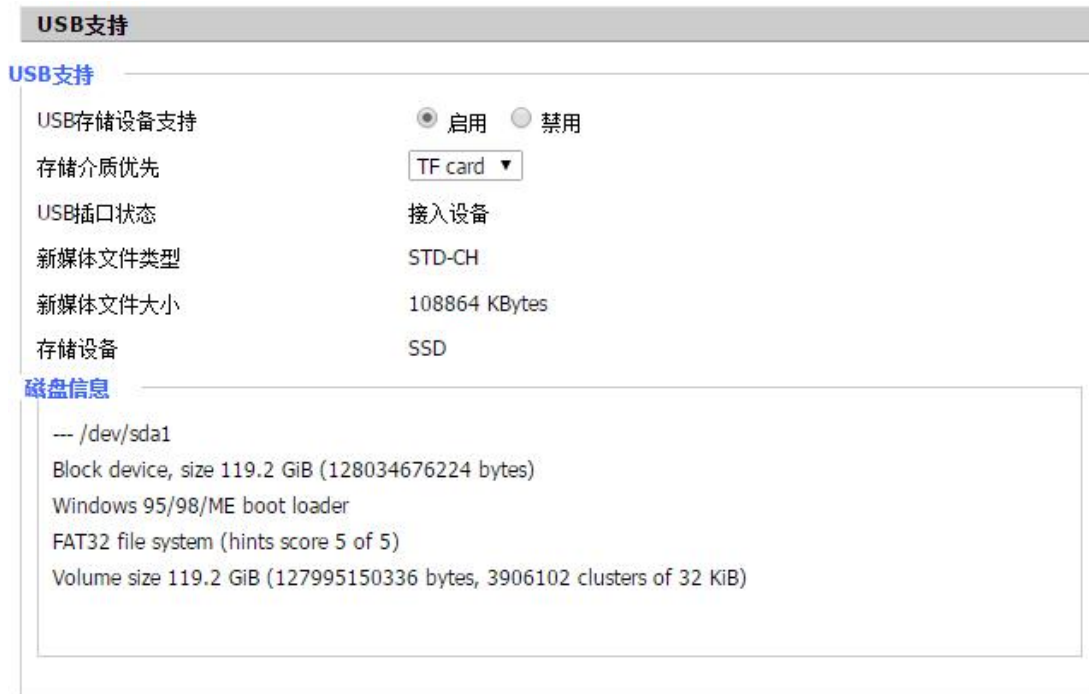 USB支持
USB支持
USB存储设备支持 启用 禁用
存储介质优先 TF card
USB插口状态 接入设备
新媒体文件类型 STD-CH
新媒体文件大小 108864 KBytes
存储设备 SSD
磁盘信息
--- /dev/sda1
Block device, size 119.2 GiB (128034676224 bytes)
Windows 95/98/ME boot loader
FAT32 file system (hints score 5 of 5)
Volume size 119.2 GiB (127995150336 bytes, 3906102 clusters of 32 KiB)